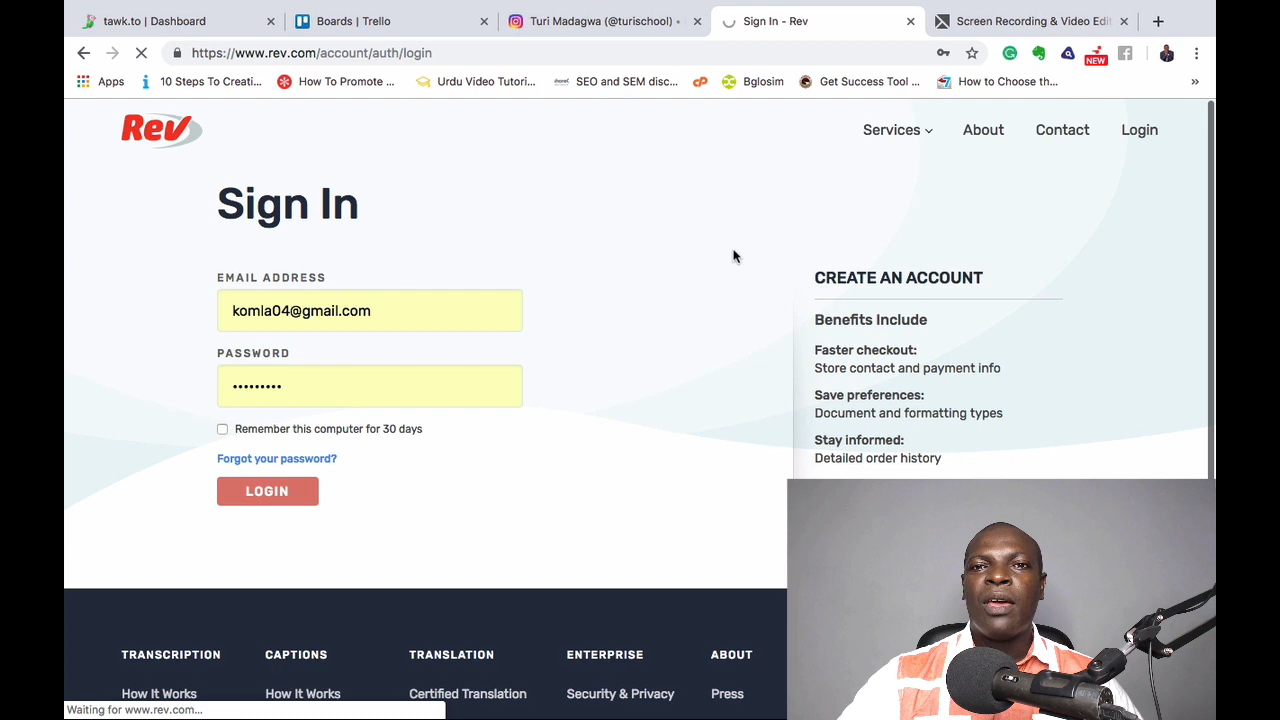 tawk.to | Dashboard
Boards | Trello
Turi Madagwa (@turischool) •
Sign In - Rev
Screen Recording & Video Edit
https://www.rev.com/account/auth/login
NEW
Apps
10 Steps To Creati...
How To Promote ...
Urdu Video Tutori...
SEO and SEM disc...
Bglosim
Get Success Tool ...
How to Choose th...
»
Rev
Services
About
Contact
Login
Sign In
EMAIL ADDRESS
komla04@gmail.com
PASSWORD
•••••••••
Remember this computer for 30 days
Forgot your password?
LOGIN
CREATE AN ACCOUNT
Benefits Include
Faster checkout:
Store contact and payment info
Save preferences:
Document and formatting types
Stay informed:
Detailed order history
TRANSCRIPTION
CAPTIONS
TRANSLATION
ENTERPRISE
ABOUT
How It Works
How It Works
Certified Translation
Security & Privacy
Press
Waiting for www.rev.com...